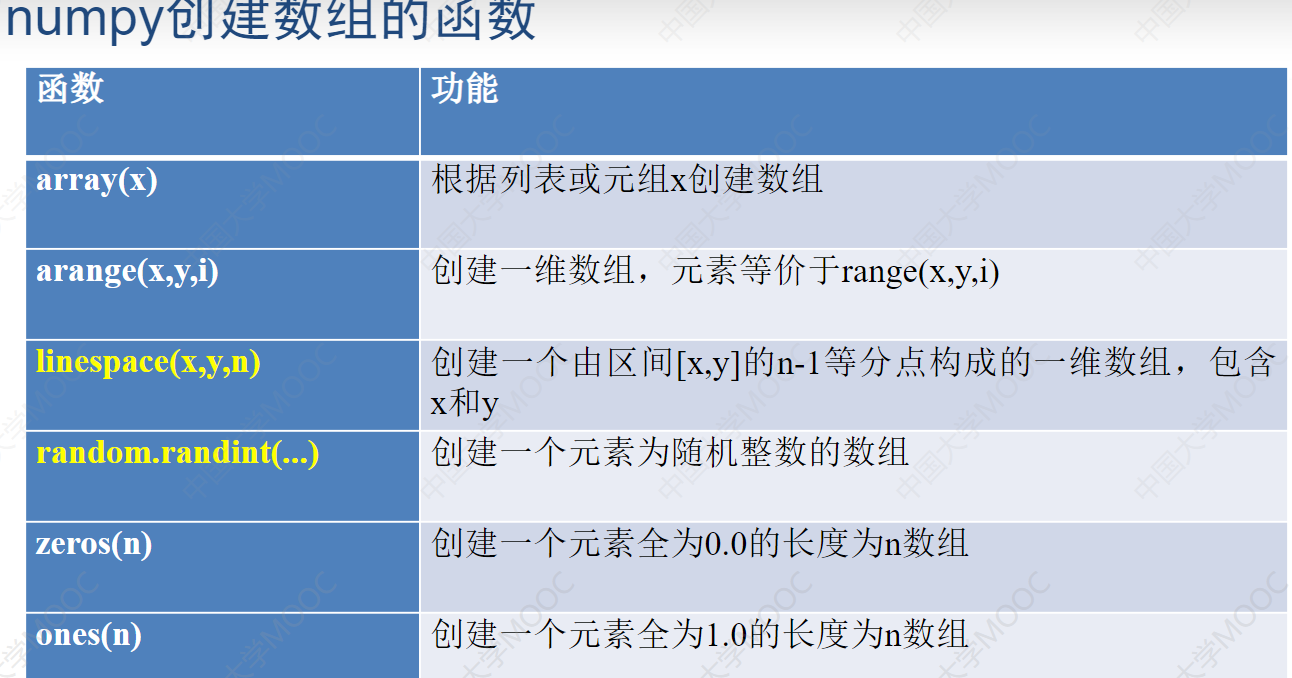 numpy创建数组的函数
函数 功能
array(x) 根据列表或元组x创建数组
arange(x,y,i) 创建一维数组，元素等价于range(x,y,i)
linespace(x,y,n) 创建一个由区间[x,y]的n-1等分点构成的一维数组，包含
x和y
random.randint(...) 创建一个元素为随机整数的数组
zeros(n) 创建一个元素全为0.0的长度为n数组
ones(n) 创建一个元素全为1.0的长度为n数组
中国大学MOOC